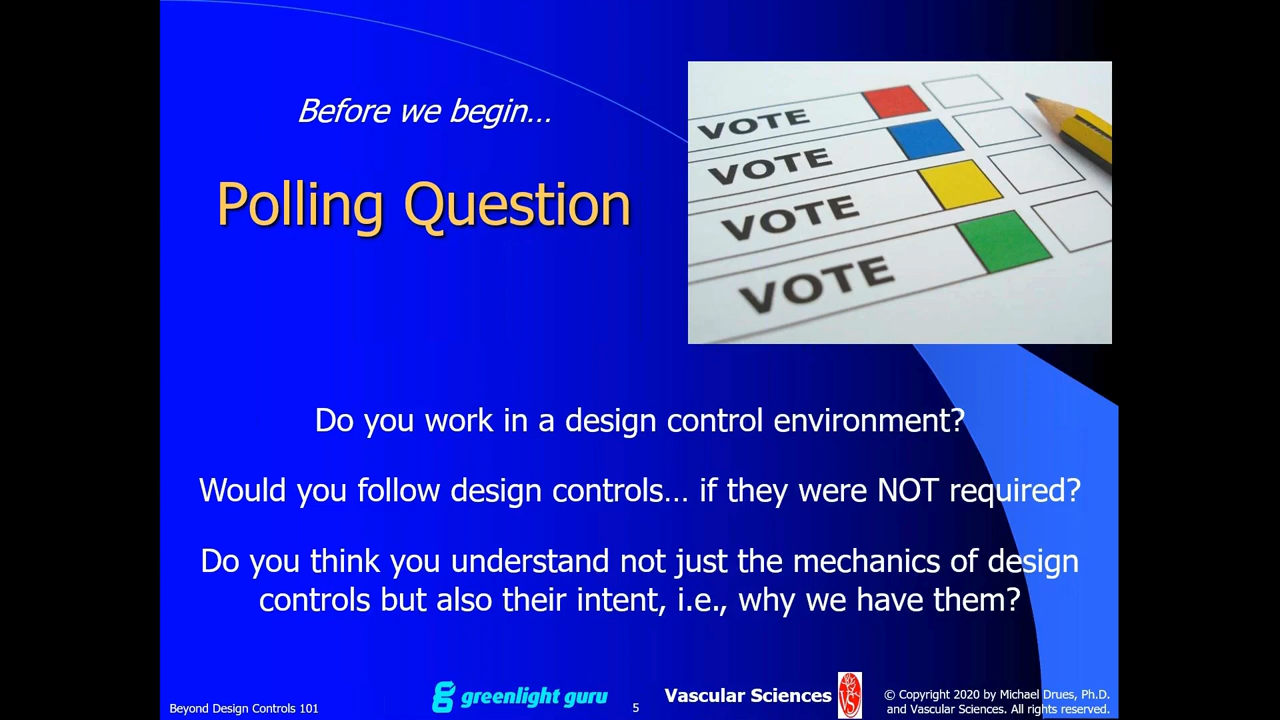 Before we begin…
Polling Question
VOTE
VOTE
VOTE
VOTE
Do you work in a design control environment?
Would you follow design controls… if they were NOT required?
Do you think you understand not just the mechanics of design
controls but also their intent, i.e., why we have them?
Beyond Design Controls 101
greenlight guru
5
Vascular Sciences
VS
© Copyright 2020 by Michael Drues, Ph.D.
and Vascular Sciences. All rights reserved.